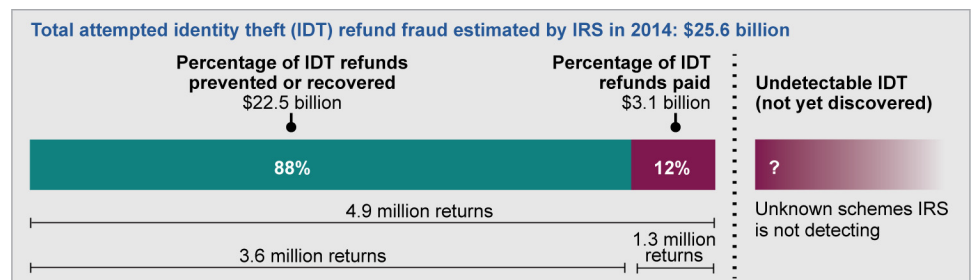 Total attempted identity theft (IDT) refund fraud estimated by IRS in 2014: $25.6 billion
Percentage of IDT refunds
prevented or recovered
$22.5 billion
Percentage of IDT
refunds paid
$3.1 billion
Undetectable IDT
(not yet discovered)
88%
12%
?
4.9 million returns
Unknown schemes IRS
is not detecting
3.6 million returns
1.3 million
returns